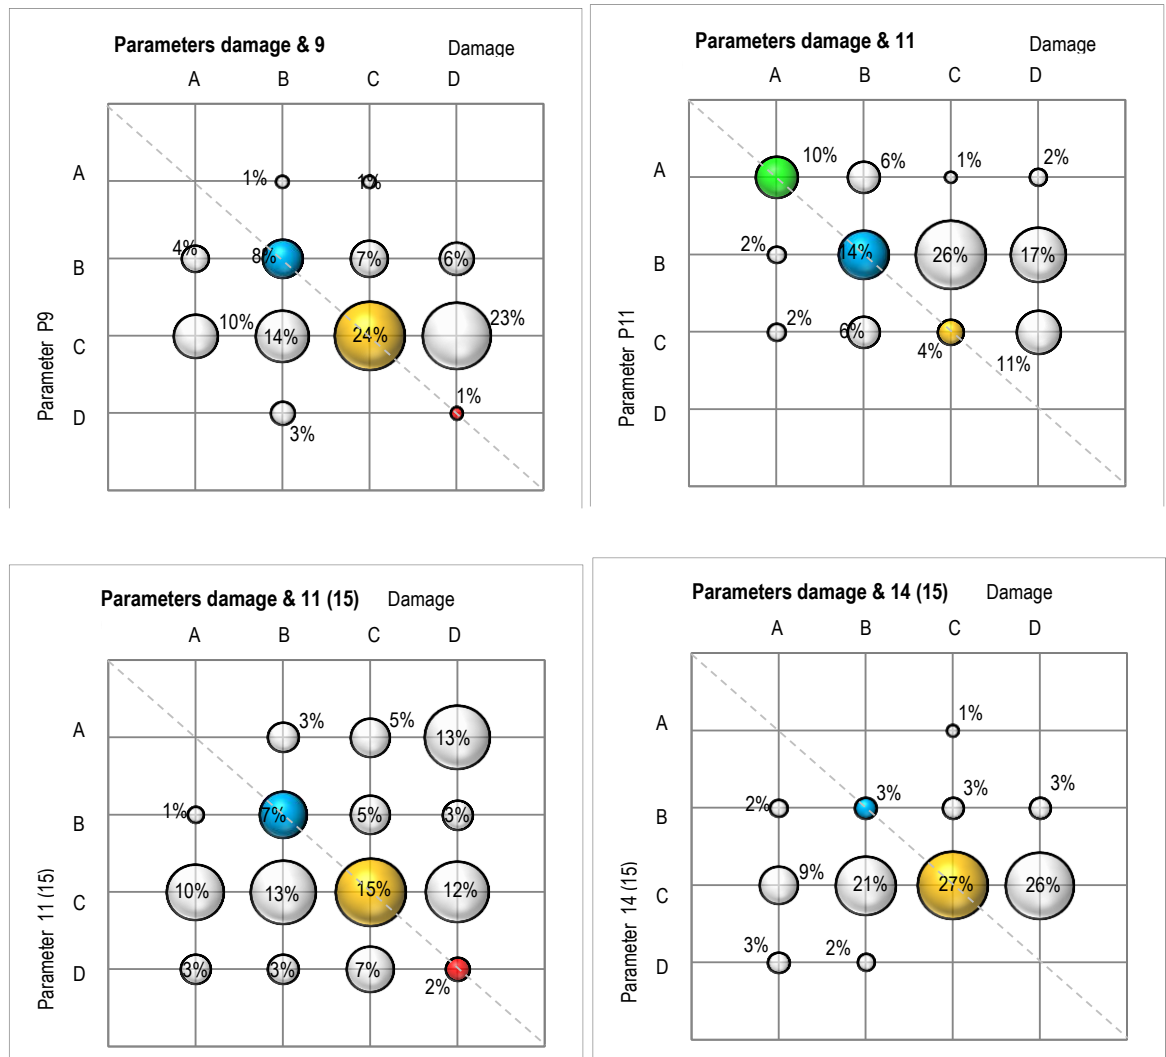 Parameters damage & 9 Damage
A B C D
A 1% 1%
B 4% 8% 7% 6%
C 10% 14% 24% 23%
D 3% 1%
Parameter P9
Parameters damage & 11 Damage
A B C D
A 10% 6% 1% 2%
B 2% 14% 26% 17%
C 2% 6% 4% 11%
D
Parameter P11
Parameters damage & 11 (15) Damage
A B C D
A 3% 5% 13%
B 1% 7% 5% 3%
C 10% 13% 15% 12%
D 3% 3% 7% 2%
Parameter 11 (15)
Parameters damage & 14 (15) Damage
A B C D
A 1%
B 2% 3% 3% 3%
C 9% 21% 27% 26%
D 3% 2%
Parameter 14 (15)